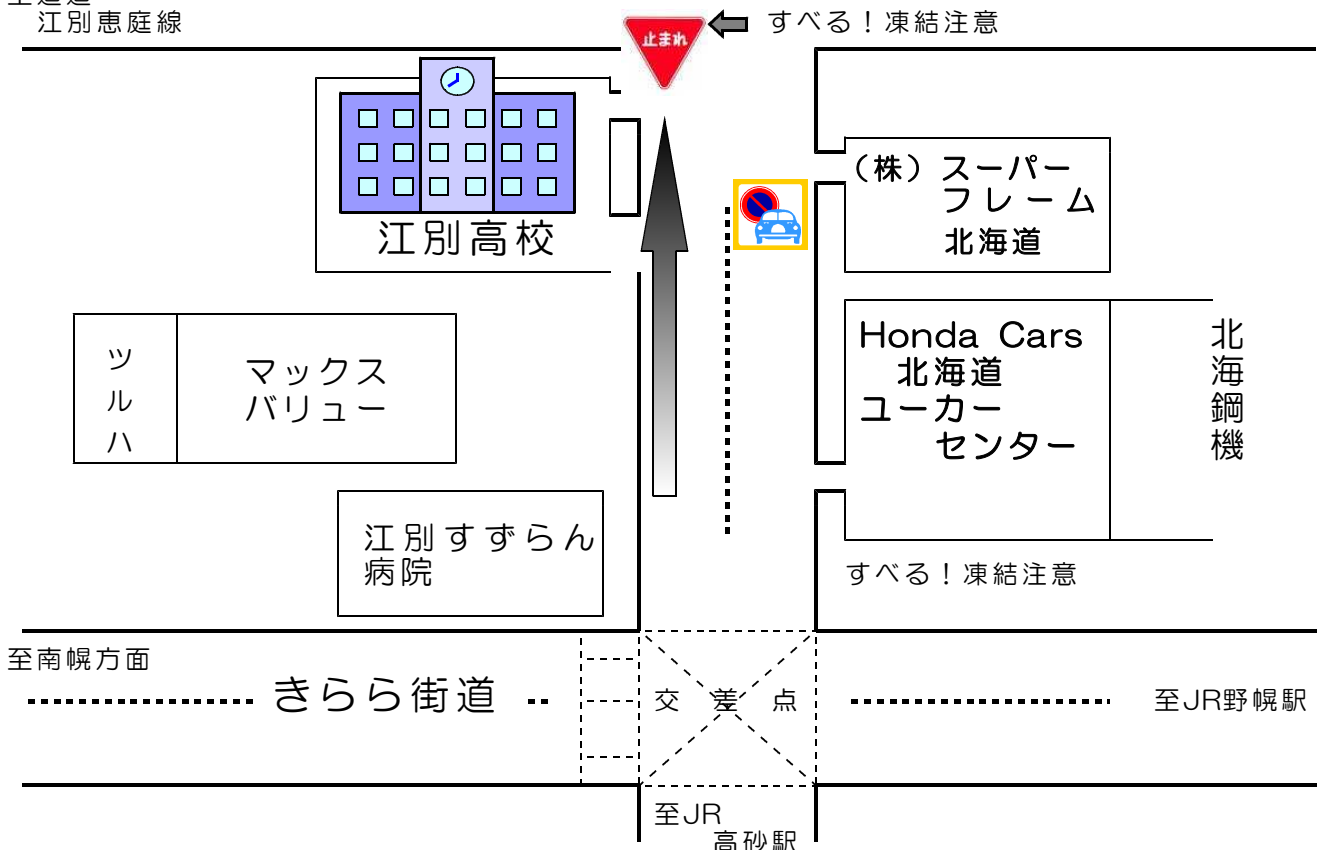 江別恵庭線
止まれ
すべる！凍結注意
江別高校
（株）スーパー
フレーム
北海道
ツルハ
マックス
バリュー
Honda Cars
北海道
ユーカー
センター
北海鋼機
江別すずらん
病院
すべる！凍結注意
至南幌方面
きらら街道
交差点
至JR野幌駅
至JR
高砂駅